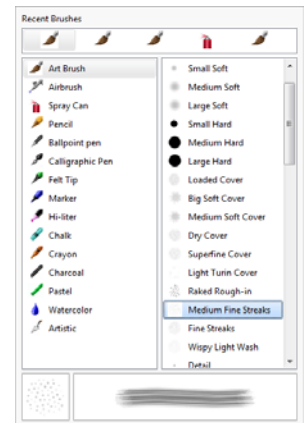 Recent Brushes
Art Brush
Airbrush
Spray Can
Pencil
Ballpoint pen
Calligraphic Pen
Felt Tip
Marker
Hi-liter
Chalk
Crayon
Charcoal
Pastel
Watercolor
Artistic
Small Soft
Medium Soft
Large Soft
Small Hard
Medium Hard
Large Hard
Loaded Cover
Big Soft Cover
Medium Soft Cover
Dry Cover
Superfine Cover
Light Turin Cover
Raked Rough-in
Medium Fine Streaks
Fine Streaks
Wispy Light Wash
Detail